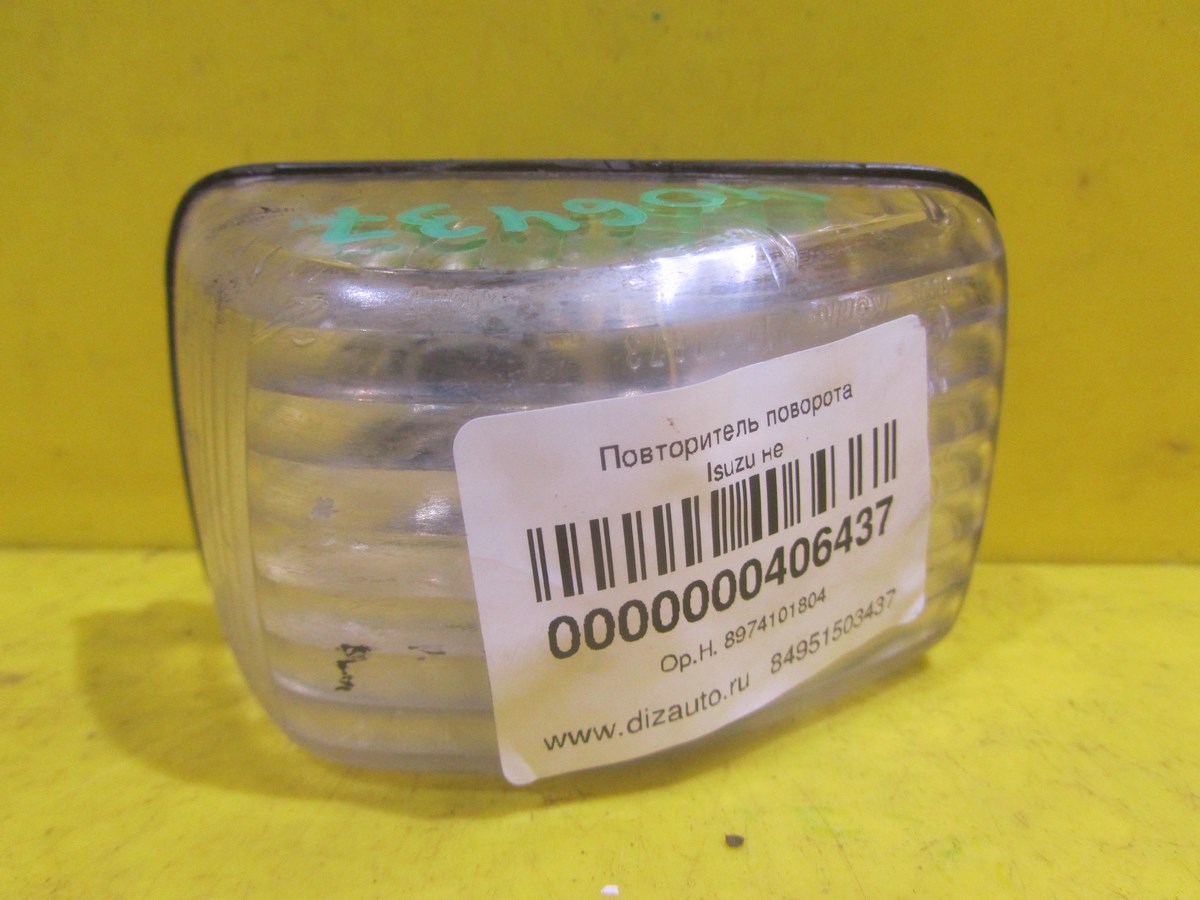 406437
Повторитель поворота
Isuzu не
0000000406437
Ор.Н. 8974101804
www.dizauto.ru 84951503437